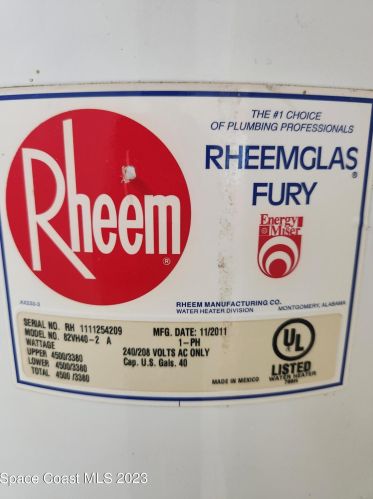 Rheem®
THE #1 CHOICE
OF PLUMBING PROFESSIONALS
RHEEMGLAS®
FURY
Energy
Miser
RHEEM MANUFACTURING CO.
WATER HEATER DIVISION
MONTGOMERY, ALABAMA
SERIAL NO. RH 1111254209
MODEL NO. 82VH40-2 A
WATTAGE
UPPER 4500/3380
LOWER 4500/3380
TOTAL 4500/3380
MFG. DATE: 11/2011
1-PH
240/208 VOLTS AC ONLY
Cap. U.S. Gals. 40
MADE IN MEXICO
UL®
LISTED
WATER HEATER
Space Coast MLS 2023